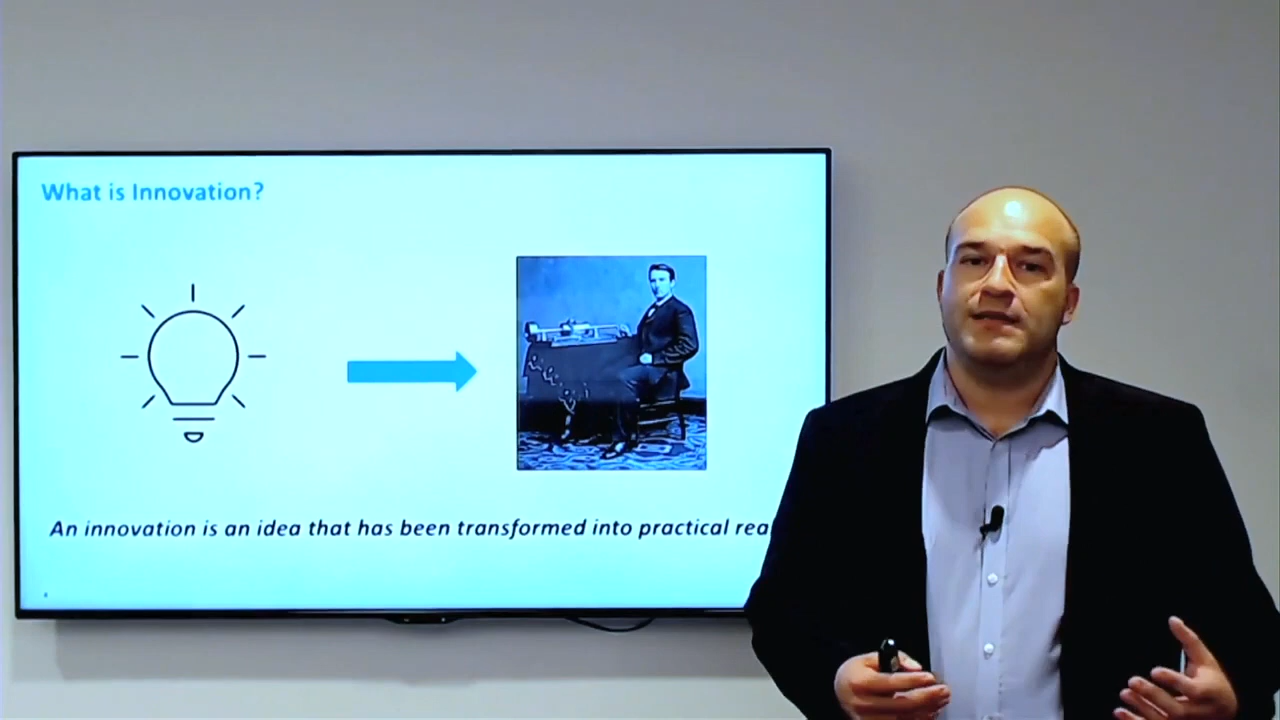 What is Innovation?
An innovation is an idea that has been transformed into practical rea